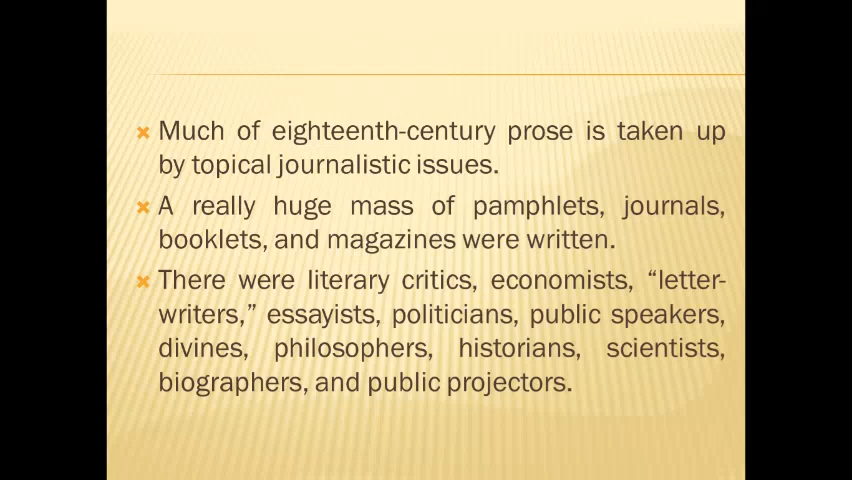 Much of eighteenth-century prose is taken up
by topical journalistic issues.
A really huge mass of pamphlets, journals,
booklets, and magazines were written.
There were literary critics, economists, “letter-
writers,” essayists, politicians, public speakers,
divines, philosophers, historians, scientists,
biographers, and public projectors.